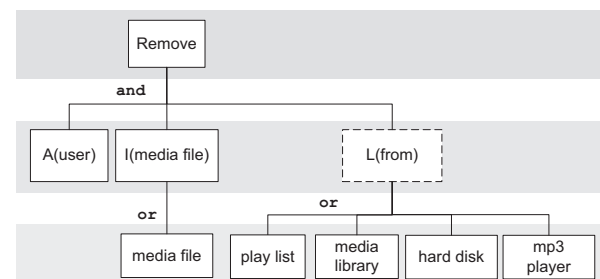 Remove
and
A(user)
I(media file)
L(from)
or
or
media file
play list
media
library
hard disk
mp3
player